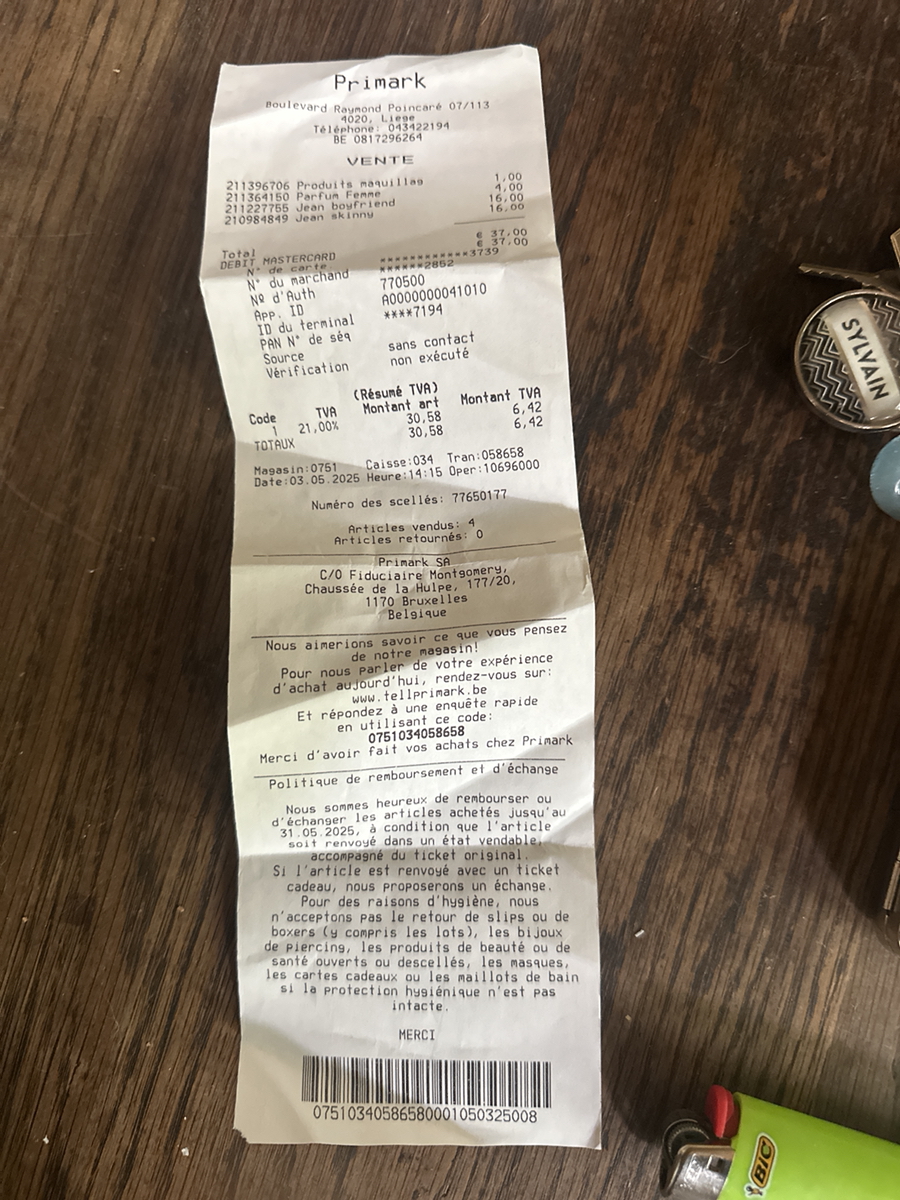 Primark
Boulevard Raymond Poincaré 07/113
4020, Liege
Téléphone: 043422194
BE 0817296264
VENTE
211396706 Produits maquillag 1,00
211364150 Parfum Femme 4,00
211227755 Jean boyfriend 16,00
210984849 Jean skinny 16,00
Total € 37,00
DEBIT MASTERCARD € 37,00
N° de carte ************3739
N° du marchand ******2852
Nº d'Auth 770500
App. ID A0000000041010
ID du terminal ****7194
PAN N° de séq
Source sans contact
Vérification non exécuté
(Résumé TVA)
Code TVA Montant art Montant TVA
1 21,00% 30,58 6,42
TOTAUX 30,58 6,42
Magasin:0751 Caisse:034 Tran:058658
Date:03.05.2025 Heure:14:15 Oper:10696000
Numéro des scellés: 77650177
Articles vendus: 4
Articles retournés: 0
Primark SA
C/O Fiduciaire Montgomery,
Chaussée de la Hulpe, 177/20,
1170 Bruxelles
Belgique
Nous aimerions savoir ce que vous pensez
de notre magasin!
Pour nous parler de votre expérience
d'achat aujourd'hui, rendez-vous sur:
www.tellprimark.be
Et répondez à une enquête rapide
en utilisant ce code:
0751034058658
Merci d'avoir fait vos achats chez Primark
Politique de remboursement et d'échange
Nous sommes heureux de rembourser ou
d'échanger les articles achetés jusqu'au
31.05.2025, à condition que l'article
soit renvoyé dans un état vendable,
accompagné du ticket original.
Si l'article est renvoyé avec un ticket
cadeau, nous proposerons un échange.
Pour des raisons d'hygiène, nous
n'acceptons pas le retour de slips ou de
boxers (y compris les lots), les bijoux
de piercing, les produits de beauté ou de
santé ouverts ou descellés, les masques,
les cartes cadeaux ou les maillots de bain
si la protection hygiénique n'est pas
intacte.
MERCI
07510340586580001050325008
SYLVAIN
BIC